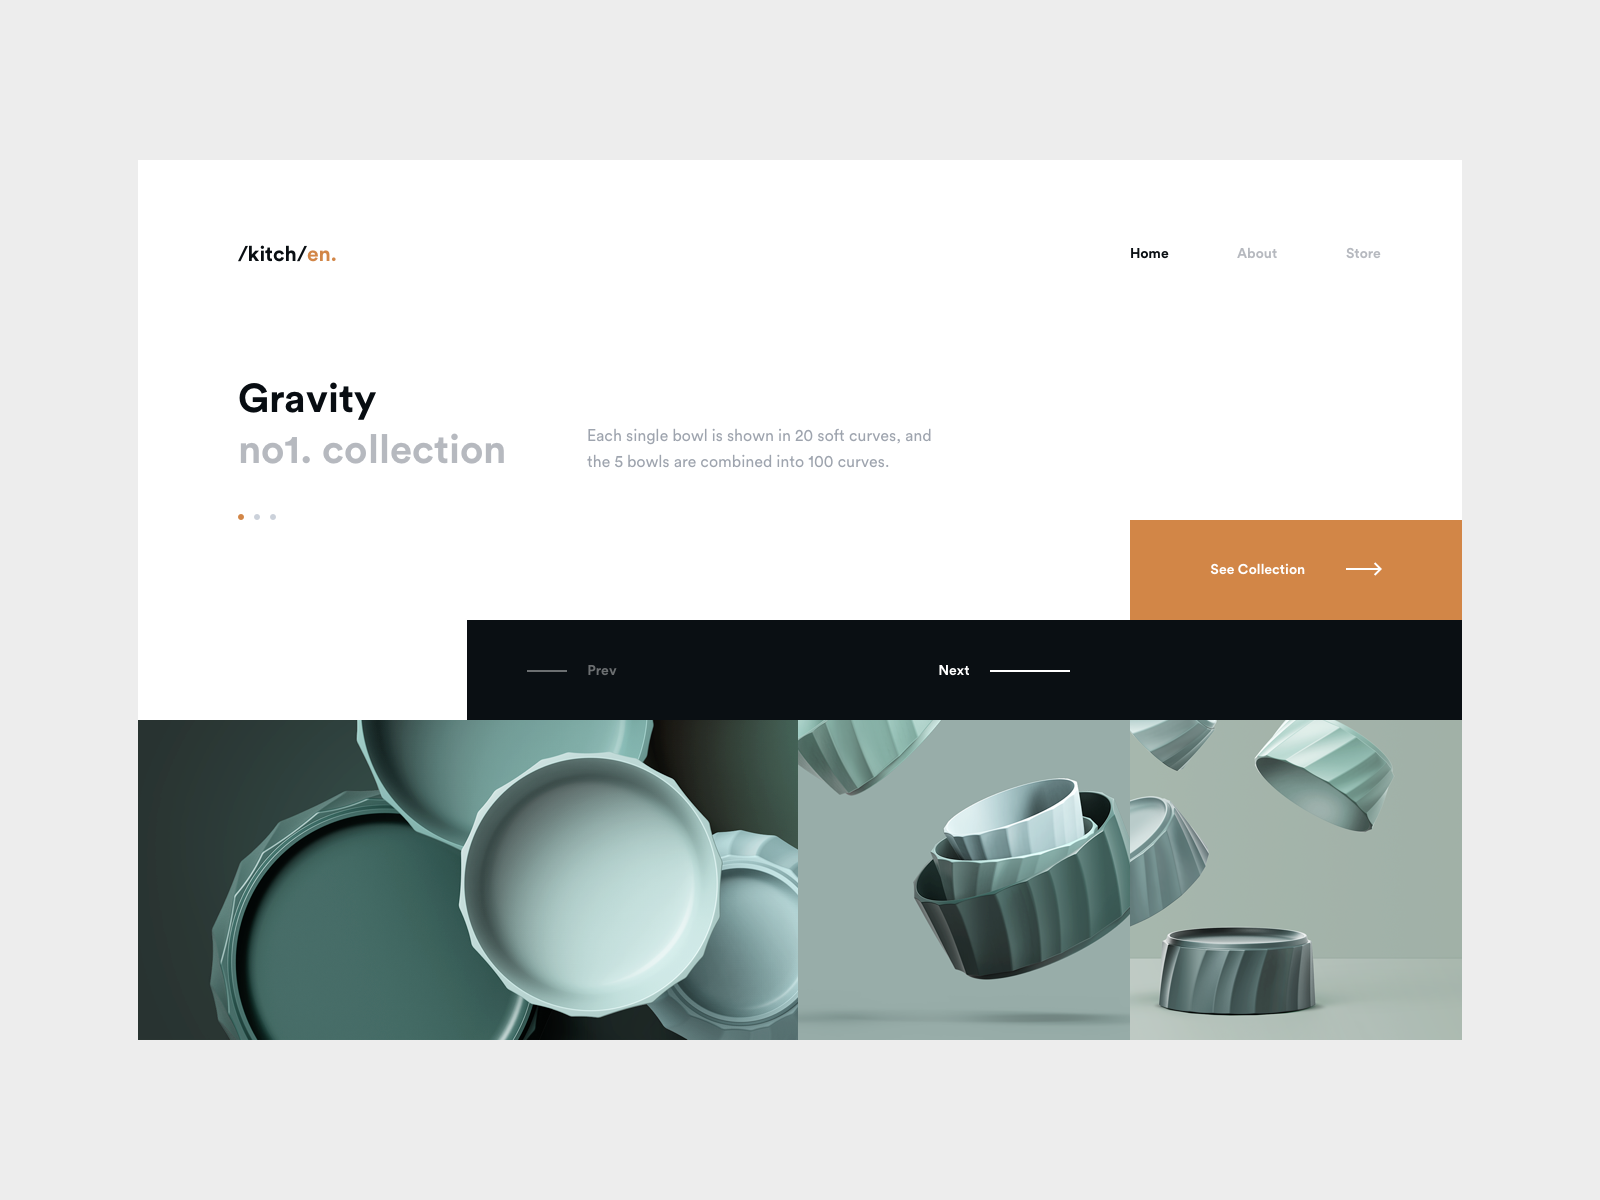 /kitch/en.
Home About Store
Gravity
no1. collection
Each single bowl is shown in 20 soft curves, and
the 5 bowls are combined into 100 curves.
See Collection
Prev
Next